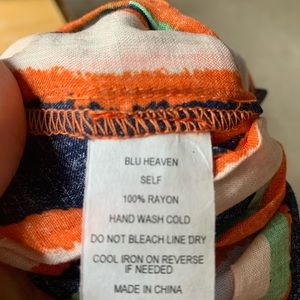 BLU HEAVEN
SELF
100% RAYON
HAND WASH COLD
DO NOT BLEACH LINE DRY
COOL IRON ON REVERSE
IF NEEDED
MADE IN CHINA